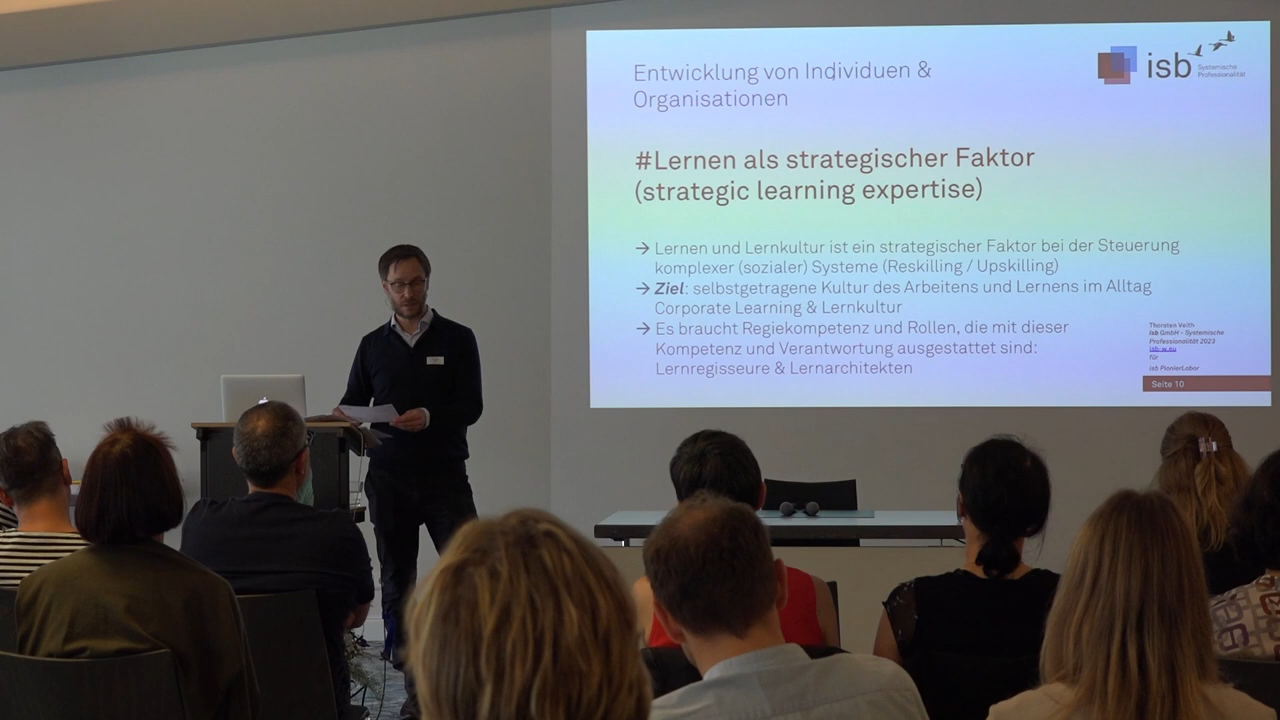 Entwicklung von Individuen &
Organisationen
isb
Systemische
Professionalität
#Lernen als strategischer Faktor
(strategic learning expertise)
→ Lernen und Lernkultur ist ein strategischer Faktor bei der Steuerung
komplexer (sozialer) Systeme (Reskilling / Upskilling)
→ Ziel: selbstgetragene Kultur des Arbeitens und Lernens im Alltag
Corporate Learning & Lernkultur
→ Es braucht Regiekompetenz und Rollen, die mit dieser
Kompetenz und Verantwortung ausgestattet sind:
Lernregisseure & Lernarchitekten
Thorsten Veith
isb GmbH - Systemische
Professionalität 2023
isb-w.eu
für
isb PionierLabor
Seite 10